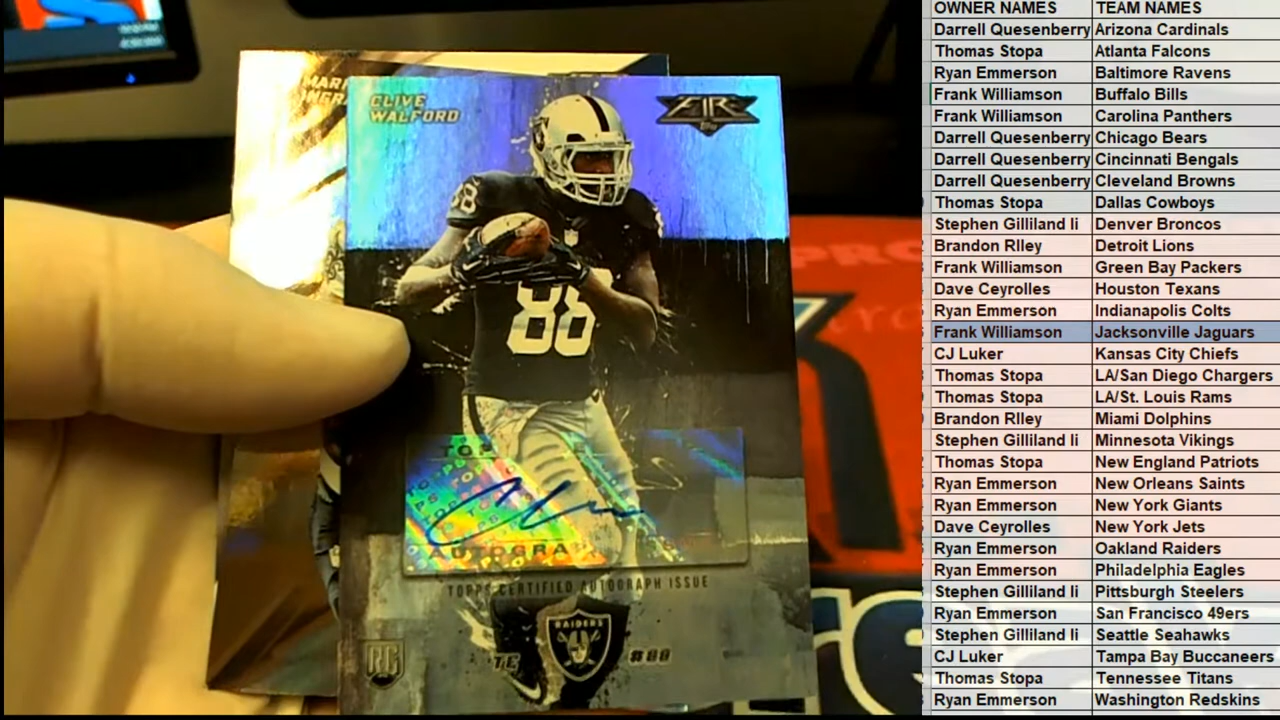 CLIVE
WALFORD
FIRE
88
88
TOPPS CERTIFIED AUTOGRAPH ISSUE
RAIDERS
TE
#88
RC
PRO
OWNER NAMES TEAM NAMES
Darrell Quesenberry Arizona Cardinals
Thomas Stopa Atlanta Falcons
Ryan Emmerson Baltimore Ravens
Frank Williamson Buffalo Bills
Frank Williamson Carolina Panthers
Darrell Quesenberry Chicago Bears
Darrell Quesenberry Cincinnati Bengals
Darrell Quesenberry Cleveland Browns
Thomas Stopa Dallas Cowboys
Stephen Gilliland Ii Denver Broncos
Brandon RIley Detroit Lions
Frank Williamson Green Bay Packers
Dave Ceyrolles Houston Texans
Ryan Emmerson Indianapolis Colts
Frank Williamson Jacksonville Jaguars
CJ Luker Kansas City Chiefs
Thomas Stopa LA/San Diego Chargers
Thomas Stopa LA/St. Louis Rams
Brandon RIley Miami Dolphins
Stephen Gilliland Ii Minnesota Vikings
Thomas Stopa New England Patriots
Ryan Emmerson New Orleans Saints
Ryan Emmerson New York Giants
Dave Ceyrolles New York Jets
Ryan Emmerson Oakland Raiders
Ryan Emmerson Philadelphia Eagles
Stephen Gilliland Ii Pittsburgh Steelers
Ryan Emmerson San Francisco 49ers
Stephen Gilliland Ii Seattle Seahawks
CJ Luker Tampa Bay Buccaneers
Thomas Stopa Tennessee Titans
Ryan Emmerson Washington Redskins